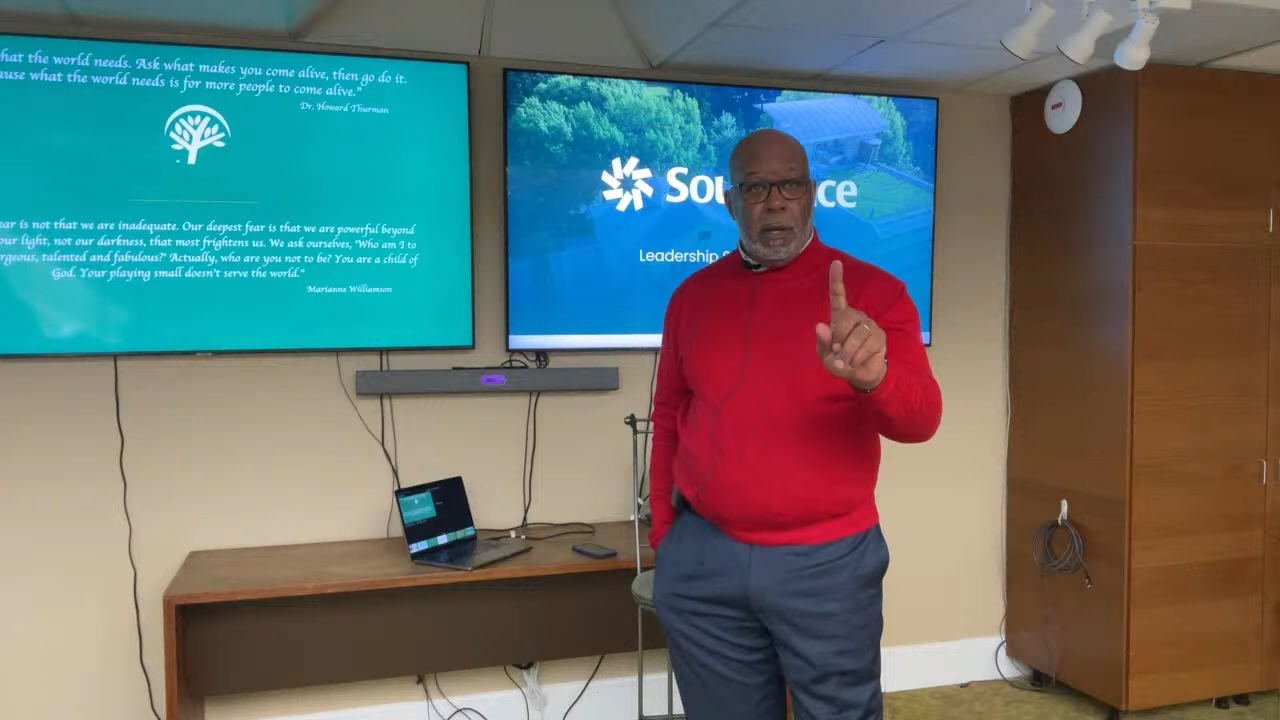 hat the world needs. Ask what makes you come alive, then go do it.
ause what the world needs is for more people to come alive."
Dr. Howard Thurman
ear is not that we are inadequate. Our deepest fear is that we are powerful beyond
our light, not our darkness, that most frightens us. We ask ourselves, "Who am I to
rgeous, talented and fabulous?" Actually, who are you not to be? You are a child of
God. Your playing small doesn't serve the world."
Marianne Williamson
Sou ce
Leadership S